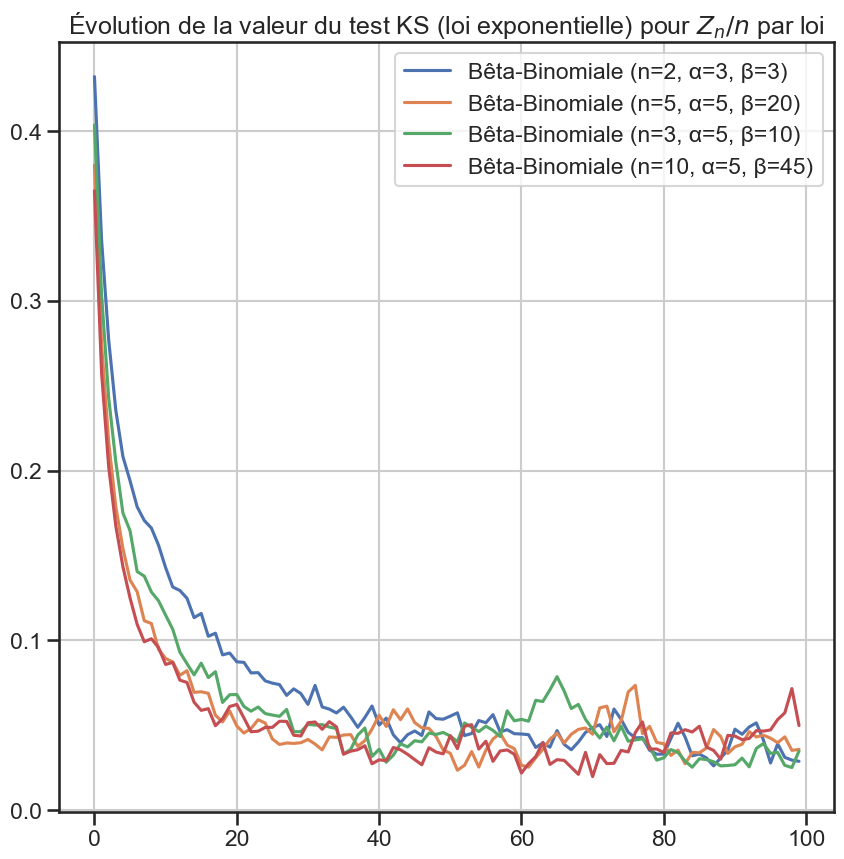 Évolution de la valeur du test KS (loi exponentielle) pour $Z_n/n$ par loi
Bêta-Binomiale (n=2, α=3, β=3)
Bêta-Binomiale (n=5, α=5, β=20)
Bêta-Binomiale (n=3, α=5, β=10)
Bêta-Binomiale (n=10, α=5, β=45)
0.4
0.3
0.2
0.1
0.0
0 20 40 60 80 100